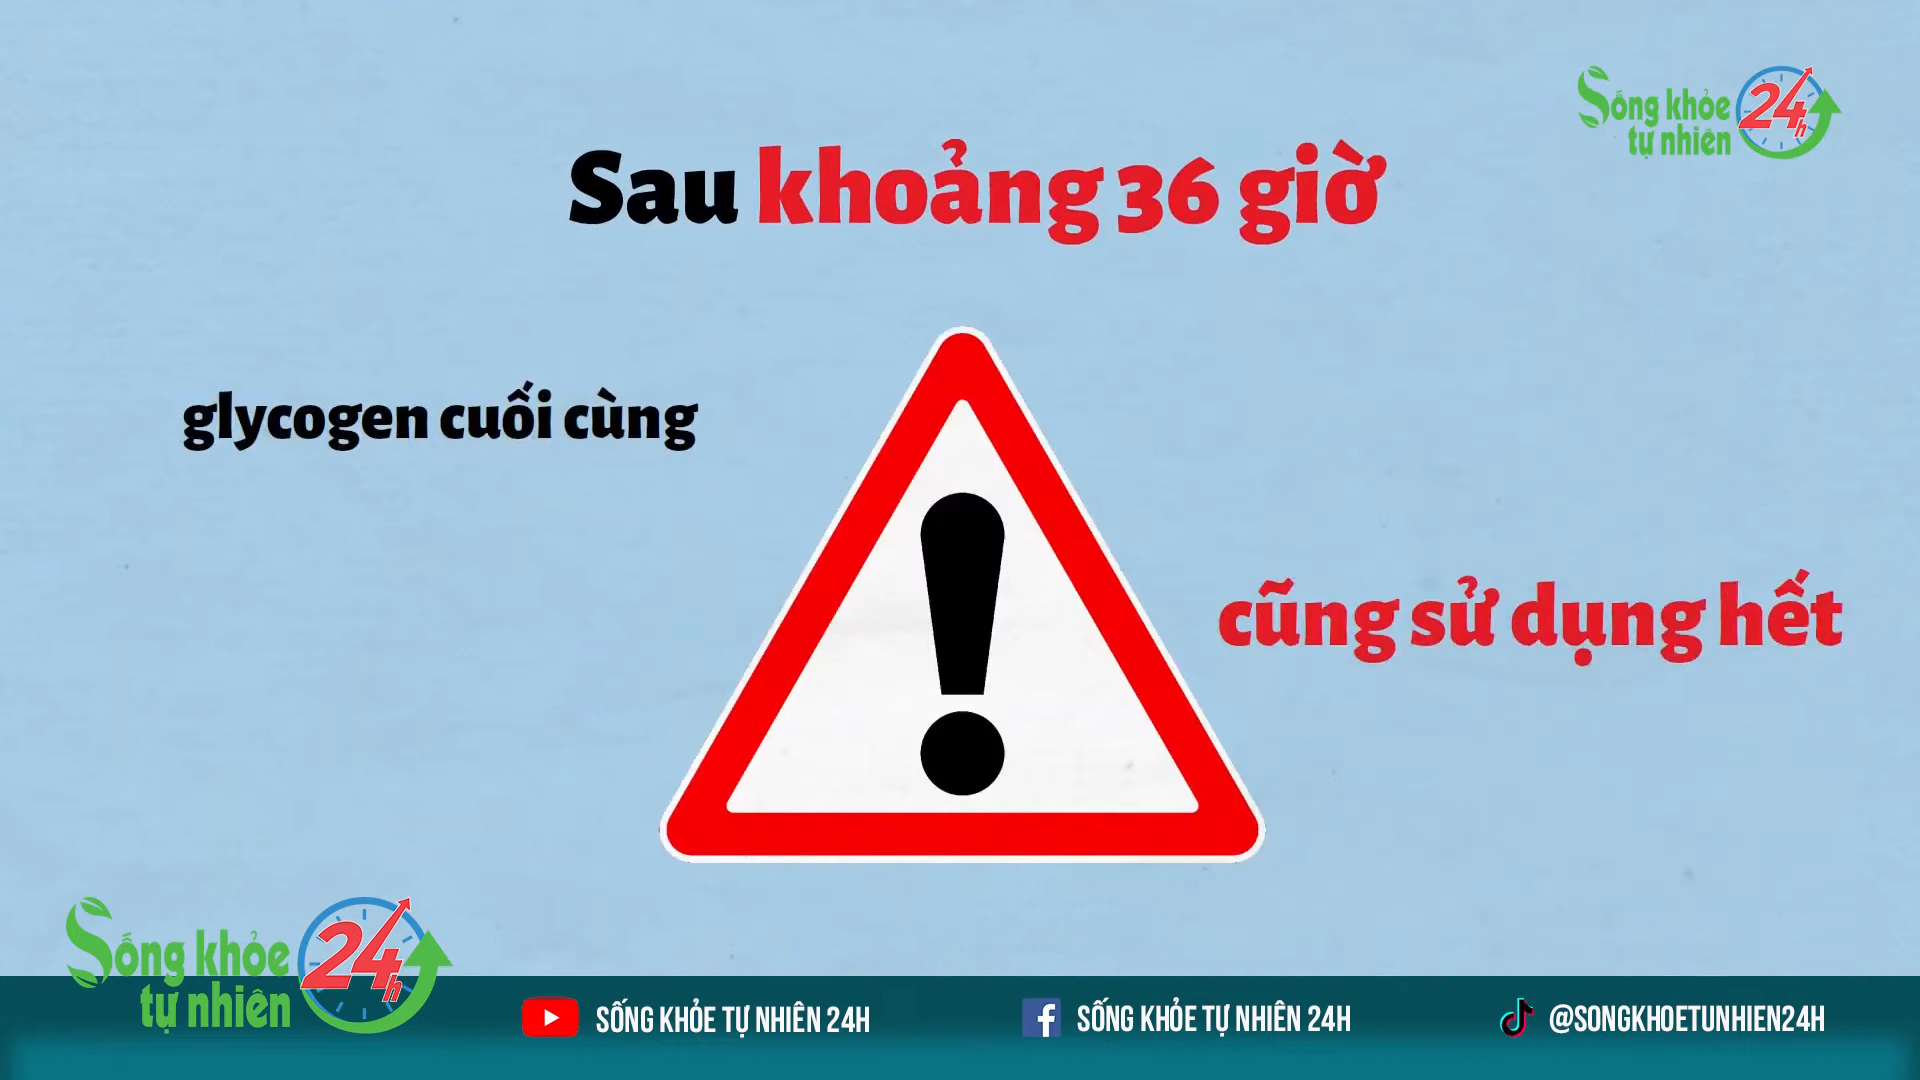 Sống khỏe
tự nhiên
24h
Sau khoảng 36 giờ
glycogen cuối cùng
cũng sử dụng hết
Sống khỏe
tự nhiên
24h
SỐNG KHỎE TỰ NHIÊN 24H
SỐNG KHỎE TỰ NHIÊN 24H
@SONGKHOETUNHIEN24H